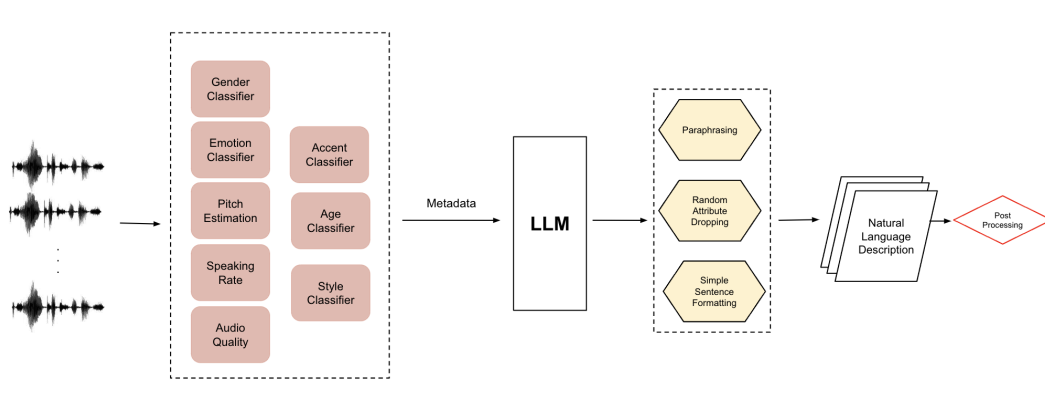 Gender
Classifier
Emotion
Classifier
Pitch
Estimation
Speaking
Rate
Audio
Quality
Accent
Classifier
Age
Classifier
Style
Classifier
Metadata
LLM
Paraphrasing
Random
Attribute
Dropping
Simple
Sentence
Formatting
Natural
Language
Description
Post
Processing